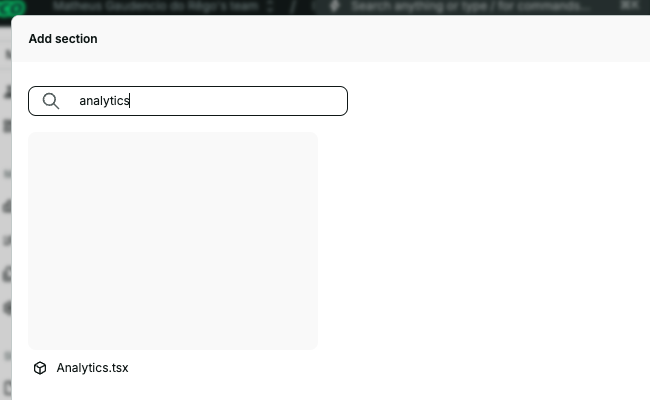 Matheus Gaudencio do Rêgo's team / Search anything or type / for commands... ⌘K
Add section
analytics
Analytics.tsx